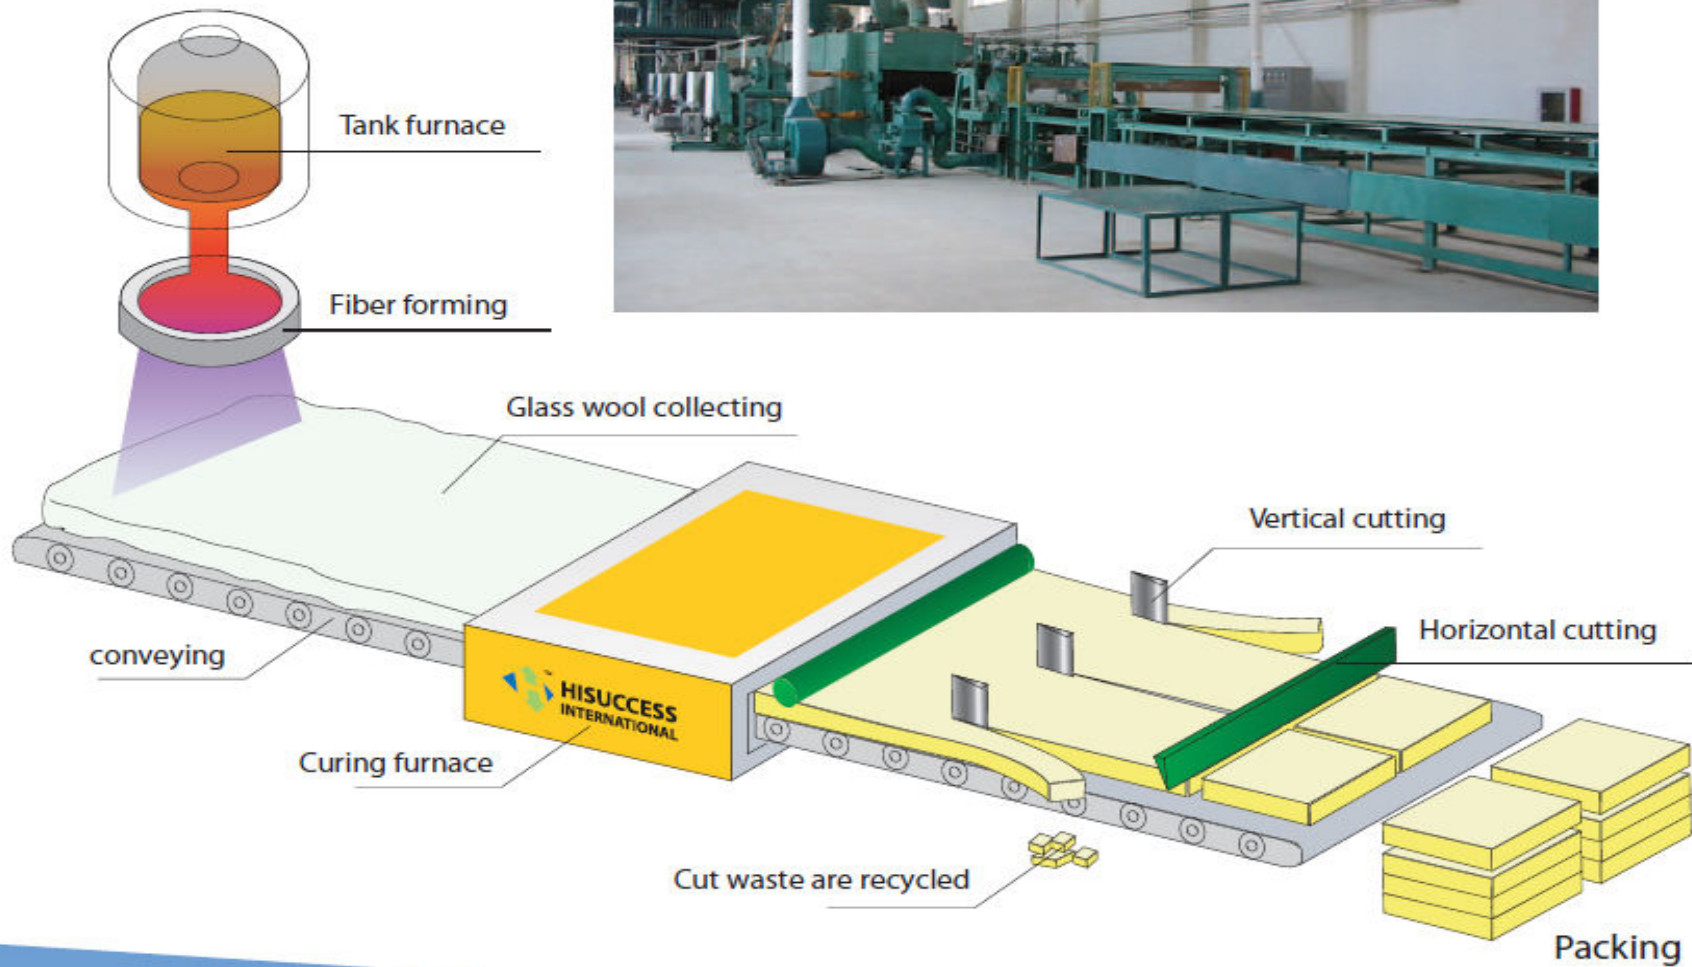 Tank furnace
Fiber forming
Glass wool collecting
Vertical cutting
Horizontal cutting
conveying
HISUCCESS
INTERNATIONAL
Curing furnace
Cut waste are recycled
Packing